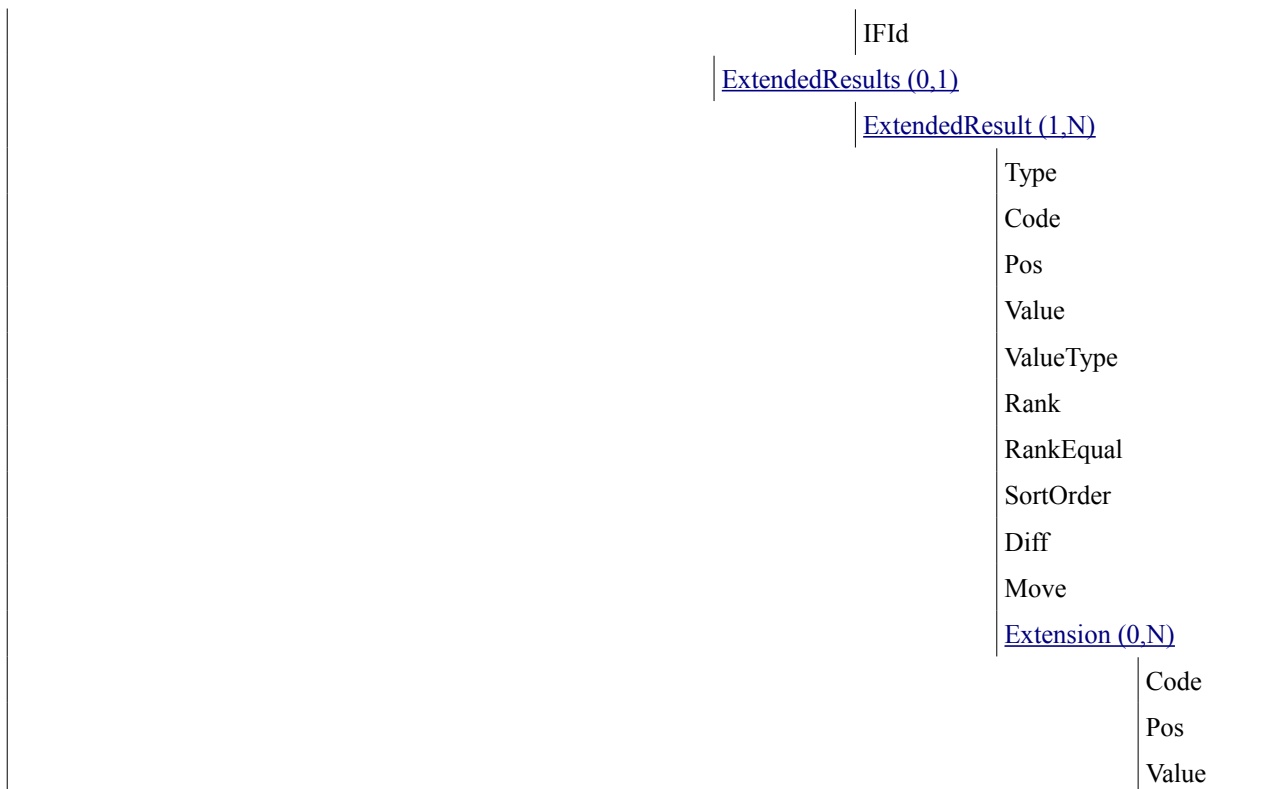 IFId
ExtendedResults (0,1)
ExtendedResult (1,N)
Type
Code
Pos
Value
ValueType
Rank
RankEqual
SortOrder
Diff
Move
Extension (0,N)
Code
Pos
Value